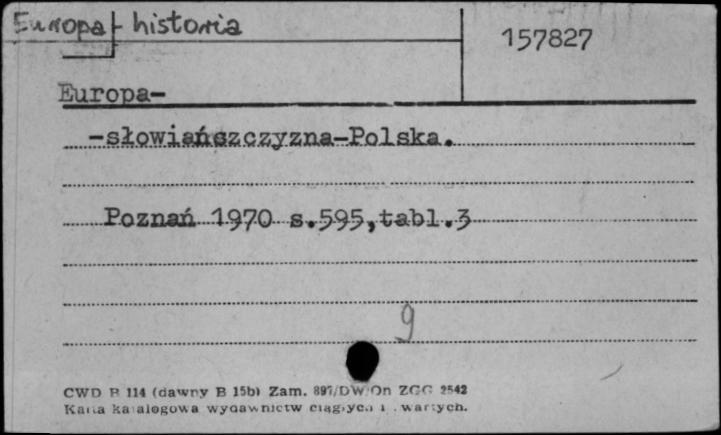 Europa - historia
157827
Europa-
-słowiańszczyzna-Polska.
Poznań 1970 s.595,tabl.3
9
CWD B 114 (dawny B 15b) Zam. 897/DW/On ZGG 2542
Karta katalogowa wydawnictw ciągłych i zwartych.